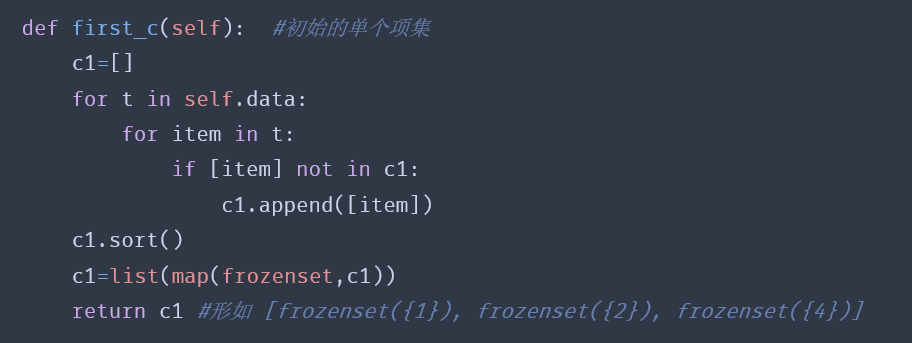 def first_c(self):  #初始的单个项集
    c1=[]
    for t in self.data:
        for item in t:
            if [item] not in c1:
                c1.append([item])
    c1.sort()
    c1=list(map(frozenset,c1))
    return c1 #形如 [frozenset({1}), frozenset({2}), frozenset({4})]